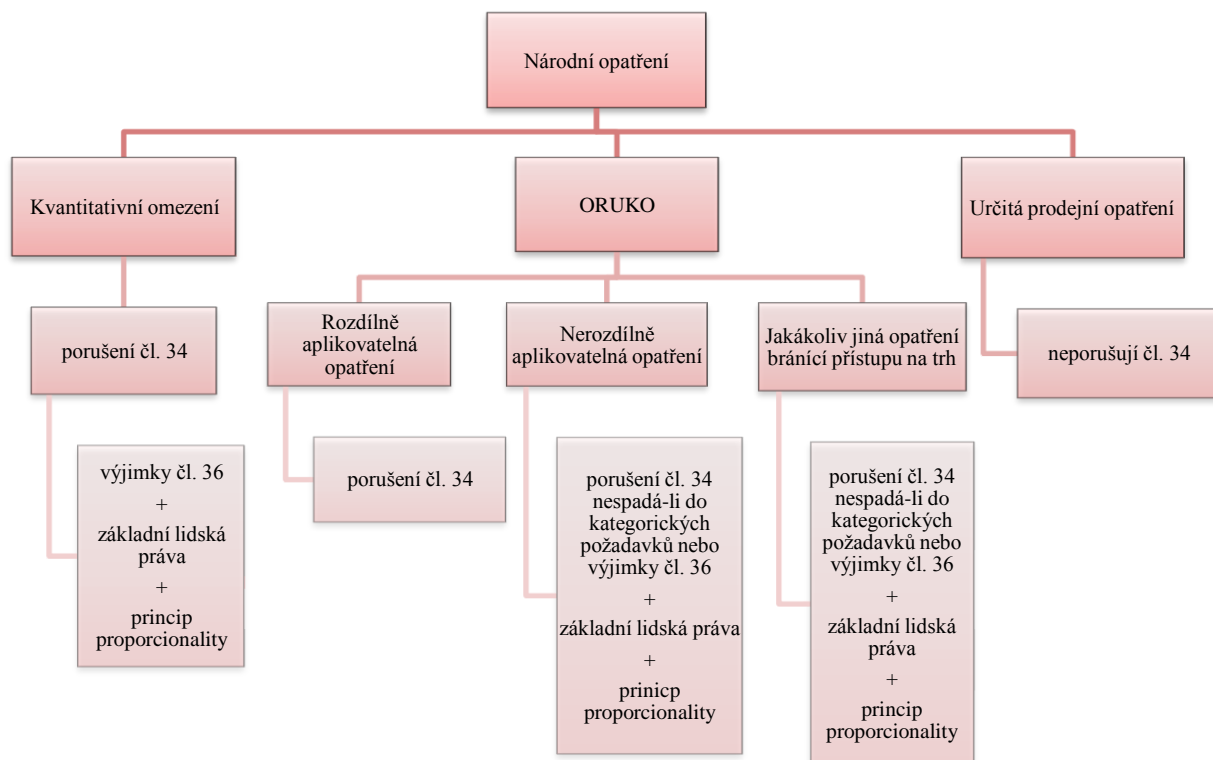 Národní opatření
Kvantitativní omezení
ORUKO
Určitá prodejní opatření
porušení čl. 34
Rozdílně
aplikovatelná
opatření
Nerozdílně
aplikovatelná opatření
Jakákoliv jiná opatření
bránící přístupu na trh
neporušují čl. 34
výjimky čl. 36
+
základní lidská
práva
+
princip
proporcionality
porušení čl. 34
porušení čl. 34
nespadá-li do
kategorických
požadavků nebo
výjimky čl. 36
+
základní lidská práva
+
prinicp
proporcionality
porušení čl. 34
nespadá-li do
kategorických
požadavků nebo
výjimky čl. 36
+
základní lidská
práva
+
princip
proporcionality